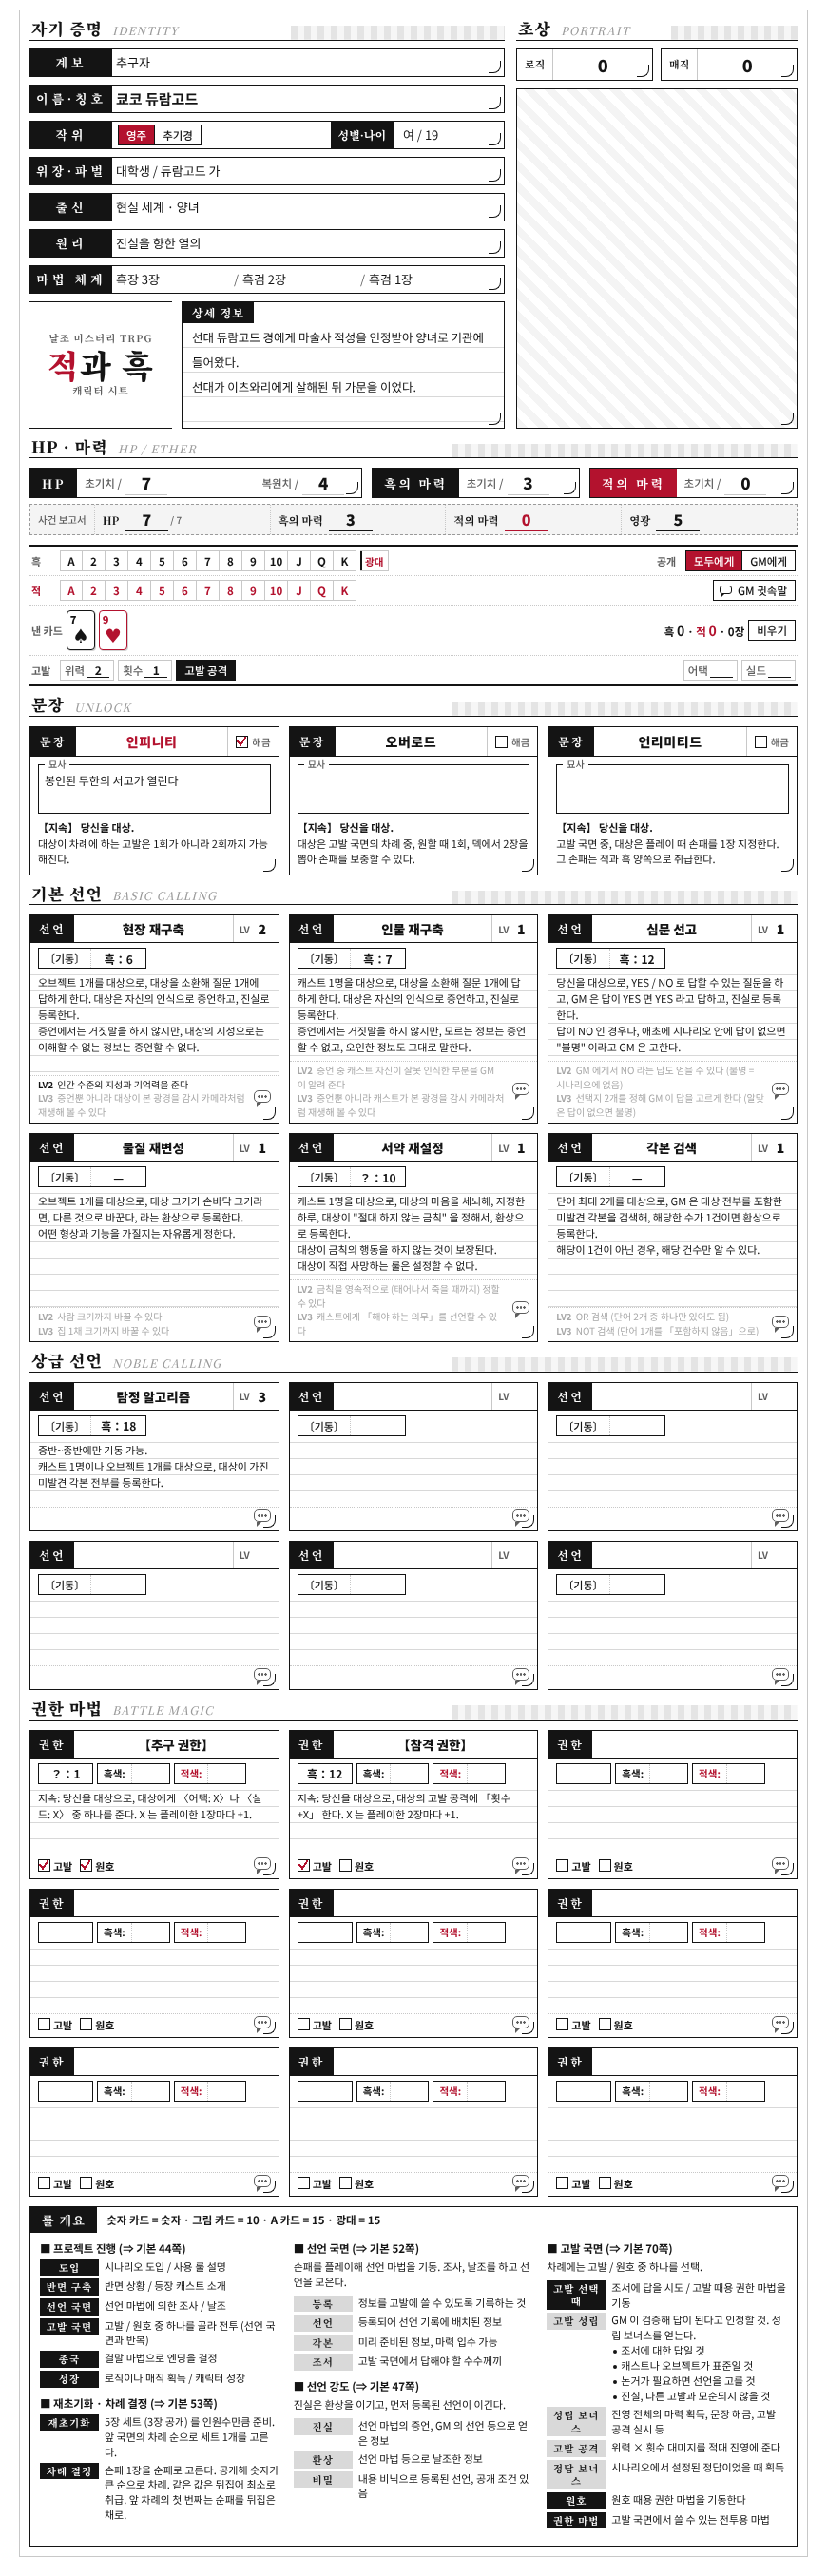 자기 증명 IDENTITY
계보 추구자
이름·칭호 쿄코 듀람고드
작위 영주 추기경 성별·나이 여 / 19
위장·파벌 대학생 / 듀람고드 가
출신 현실 세계 · 양녀
원리 진실을 향한 열의
마법 체계 흑장 3장 / 흑검 2장 / 흑검 1장
날조 미스터리 TRPG
적과 흑
캐릭터 시트
상세 정보
선대 듀람고드 경에게 마술사 적성을 인정받아 양녀로 기관에
들어왔다.
선대가 이츠와리에게 살해된 뒤 가문을 이었다.
초상 PORTRAIT
로직 0 매직 0
HP · 마력 HP / ETHER
HP 초기치 / 7 복원치 / 4 흑의 마력 초기치 / 3 적의 마력 초기치 / 0
사건 보고서 HP 7 / 7 흑의 마력 3 적의 마력 0 영광 5
흑 A 2 3 4 5 6 7 8 9 10 J Q K 광대 공개 모두에게 GM에게
적 A 2 3 4 5 6 7 8 9 10 J Q K GM 귓속말
낸 카드 7 ♠ 9 ♥ 흑 0 · 적 0 · 0장 비우기
고발 위력 2 횟수 1 고발 공격 어택 실드
문장 UNLOCK
문장 인피니티 해금
묘사
봉인된 무한의 서고가 열린다
【지속】 당신을 대상.
대상이 차례에 하는 고발은 1회가 아니라 2회까지 가능
해진다.
문장 오버로드 해금
묘사
【지속】 당신을 대상.
대상은 고발 국면의 차례 중, 원할 때 1회, 덱에서 2장을
뽑아 손패를 보충할 수 있다.
문장 언리미티드 해금
묘사
【지속】 당신을 대상.
고발 국면 중, 대상은 플레이 때 손패를 1장 지정한다.
그 손패는 적과 흑 양쪽으로 취급한다.
기본 선언 BASIC CALLING
선언 현장 재구축 LV 2
〔기동〕 흑：6
오브젝트 1개를 대상으로, 대상을 소환해 질문 1개에
답하게 한다. 대상은 자신의 인식으로 증언하고, 진실로
등록한다.
증언에서는 거짓말을 하지 않지만, 대상의 지성으로는
이해할 수 없는 정보는 증언할 수 없다.
LV2 인간 수준의 지성과 기억력을 준다
LV3 증언뿐 아니라 대상이 본 광경을 감시 카메라처럼
재생해 볼 수 있다
선언 인물 재구축 LV 1
〔기동〕 흑：7
캐스트 1명을 대상으로, 대상을 소환해 질문 1개에 답
하게 한다. 대상은 자신의 인식으로 증언하고, 진실로
등록한다.
증언에서는 거짓말을 하지 않지만, 모르는 정보는 증언
할 수 없고, 오인한 정보도 그대로 말한다.
LV2 증언 중 캐스트 자신이 잘못 인식한 부분을 GM
이 알려 준다
LV3 증언뿐 아니라 캐스트가 본 광경을 감시 카메라처
럼 재생해 볼 수 있다
선언 심문 선고 LV 1
〔기동〕 흑：12
당신을 대상으로, YES / NO 로 답할 수 있는 질문을 하
고, GM 은 답이 YES 면 YES 라고 답하고, 진실로 등록
한다.
답이 NO 인 경우나, 애초에 시나리오 안에 답이 없으면
"불명" 이라고 GM 은 고한다.
LV2 GM 에게서 NO 라는 답도 얻을 수 있다 (불명 =
시나리오에 없음)
LV3 선택지 2개를 정해 GM 이 답을 고르게 한다 (일맞
은 답이 없으면 불명)
선언 물질 재변성 LV 1
〔기동〕 —
오브젝트 1개를 대상으로, 대상 크기가 손바닥 크기라
면, 다른 것으로 바꾼다, 라는 환상으로 등록한다.
어떤 형상과 기능을 가질지는 자유롭게 정한다.
LV2 사람 크기까지 바꿀 수 있다
LV3 집 1채 크기까지 바꿀 수 있다
선언 서약 재설정 LV 1
〔기동〕 ？：10
캐스트 1명을 대상으로, 대상의 마음을 세뇌해, 지정한
하루, 대상이 "절대 하지 않는 금칙" 을 정해서, 환상으
로 등록한다.
대상이 금칙의 행동을 하지 않는 것이 보장된다.
대상이 직접 사망하는 룰은 설정할 수 없다.
LV2 금칙을 영속적으로 (태어나서 죽을 때까지) 정할
수 있다
LV3 캐스트에게 「해야 하는 의무」를 선언할 수 있
다
선언 각본 검색 LV 1
〔기동〕 —
단어 최대 2개를 대상으로, GM 은 대상 전부를 포함한
미발견 각본을 검색해, 해당한 수가 1건이면 환상으로
등록한다.
해당이 1건이 아닌 경우, 해당 건수만 알 수 있다.
LV2 OR 검색 (단어 2개 중 하나만 있어도 됨)
LV3 NOT 검색 (단어 1개를 「포함하지 않음」으로)
상급 선언 NOBLE CALLING
선언 탐정 알고리즘 LV 3
〔기동〕 흑：18
중반~종반에만 기동 가능.
캐스트 1명이나 오브젝트 1개를 대상으로, 대상이 가진
미발견 각본 전부를 등록한다.
선언 LV
〔기동〕
선언 LV
〔기동〕
선언 LV
〔기동〕
선언 LV
〔기동〕
선언 LV
〔기동〕
권한 마법 BATTLE MAGIC
권한 【추구 권한】
？：1 흑색: 적색:
지속: 당신을 대상으로, 대상에게 〈어택: X〉나 〈실
드: X〉 중 하나를 준다. X 는 플레이한 1장마다 +1.
고발 원호
권한 【참격 권한】
흑：12 흑색: 적색:
지속: 당신을 대상으로, 대상의 고발 공격에 「횟수
+X」 한다. X 는 플레이한 2장마다 +1.
고발 원호
권한
흑색: 적색:
고발 원호
권한
흑색: 적색:
고발 원호
권한
흑색: 적색:
고발 원호
권한
흑색: 적색:
고발 원호
권한
흑색: 적색:
고발 원호
권한
흑색: 적색:
고발 원호
권한
흑색: 적색:
고발 원호
룰 개요 숫자 카드 = 숫자 · 그림 카드 = 10 · A 카드 = 15 · 광대 = 15
■ 프로젝트 진행 (⇒ 기본 44쪽)
도입 시나리오 도입 / 사용 룰 설명
반면 구축 반면 상황 / 등장 캐스트 소개
선언 국면 선언 마법에 의한 조사 / 날조
고발 국면 고발 / 원호 중 하나를 골라 전투 (선언 국
면과 반복)
종국 결말 마법으로 엔딩을 결정
성장 로직이나 매직 획득 / 캐릭터 성장
■ 재초기화 · 차례 결정 (⇒ 기본 53쪽)
재초기화 5장 세트 (3장 공개) 를 인원수만큼 준비.
앞 국면의 차례 순으로 세트 1개를 고른
다.
차례 결정 손패 1장을 순패로 고른다. 공개해 숫자가
큰 순으로 차례. 같은 값은 뒤집어 최소로
취급. 앞 차례의 첫 번째는 순패를 뒤집은
채로.
■ 선언 국면 (⇒ 기본 52쪽)
손패를 플레이해 선언 마법을 기동. 조사, 날조를 하고 선
언을 모은다.
등록 정보를 고발에 쓸 수 있도록 기록하는 것
선언 등록되어 선언 기록에 배치된 정보
각본 미리 준비된 정보, 마력 입수 가능
조서 고발 국면에서 답해야 할 수수께끼
■ 선언 강도 (⇒ 기본 47쪽)
진실은 환상을 이기고, 먼저 등록된 선언이 이긴다.
진실 선언 마법의 증언, GM 의 선언 등으로 얻
은 정보
환상 선언 마법 등으로 날조한 정보
비밀 내용 비닉으로 등록된 선언, 공개 조건 있
음
■ 고발 국면 (⇒ 기본 70쪽)
차례에는 고발 / 원호 중 하나를 선택.
고발 선택 때 조서에 답을 시도 / 고발 때용 권한 마법을
기동
고발 성립 GM 이 검증해 답이 된다고 인정할 것. 성
립 보너스를 얻는다.
• 조서에 대한 답일 것
• 캐스트나 오브젝트가 표준일 것
• 논거가 필요하면 선언을 고를 것
• 진실, 다른 고발과 모순되지 않을 것
성립 보너스 진영 전체의 마력 획득, 문장 해금, 고발
공격 실시 등
고발 공격 위력 × 횟수 대미지를 적대 진영에 준다
정답 보너스 시나리오에서 설정된 정답이었을 때 획득
원호 원호 때용 권한 마법을 기동한다
권한 마법 고발 국면에서 쓸 수 있는 전투용 마법